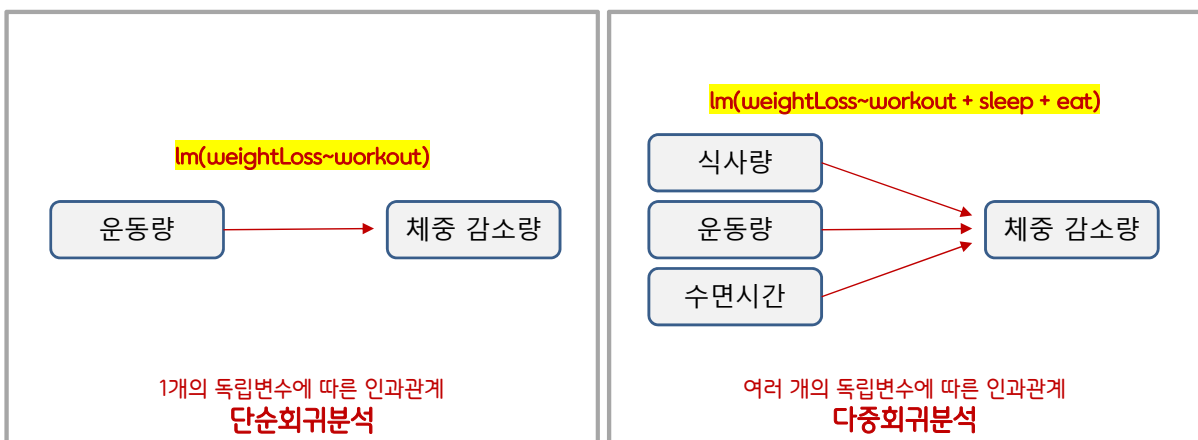 lm(weightLoss~workout)
운동량
체중 감소량
1개의 독립변수에 따른 인과관계
단순회귀분석
lm(weightLoss~workout + sleep + eat)
식사량
운동량
수면시간
체중 감소량
여러 개의 독립변수에 따른 인과관계
다중회귀분석